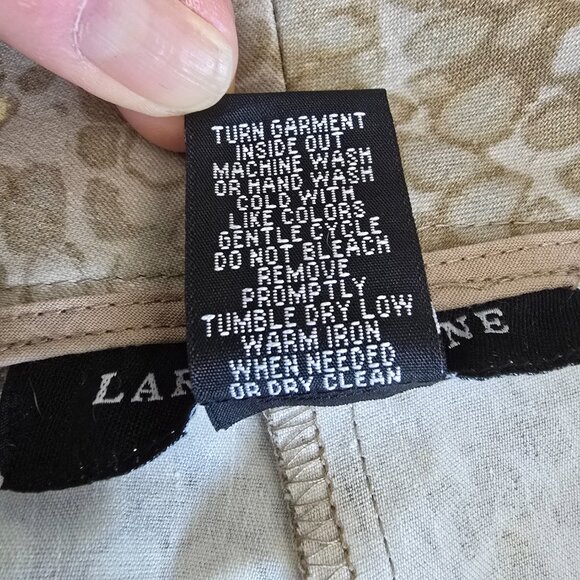 TURN GARMENT
INSIDE OUT
MACHINE WASH
OR HAND WASH
COLD WITH
LIKE COLORS
GENTLE CYCLE
DO NOT BLEACH
REMOVE
PROMPTLY
TUMBLE DRY LOW
WARM IRON
WHEN NEEDED
OR DRY CLEAN